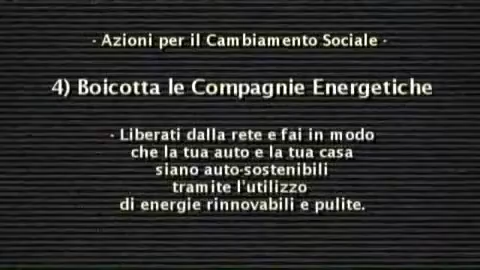 - Azioni per il Cambiamento Sociale -
4) Boicotta le Compagnie Energetiche
- Liberati dalla rete e fai in modo
che la tua auto e la tua casa
siano auto-sostenibili
tramite l'utilizzo
di energie rinnovabili e pulite.